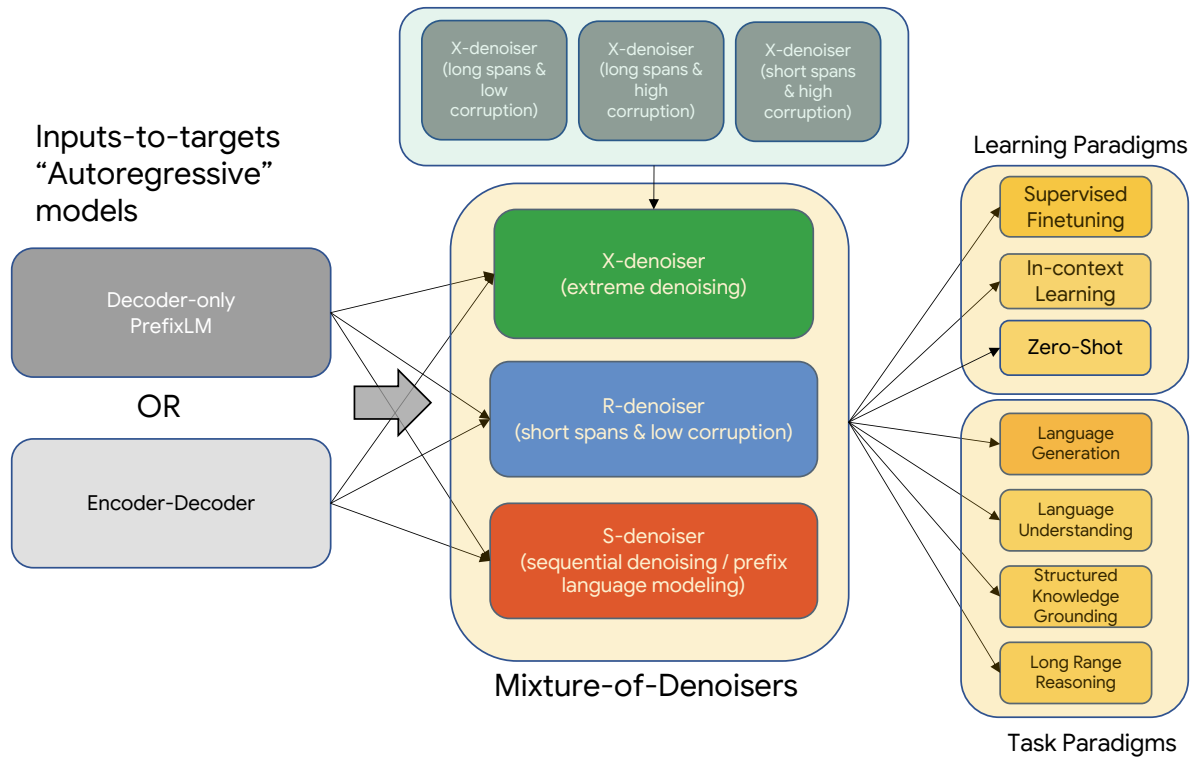 X-denoiser
(long spans &
low
corruption)
X-denoiser
(long spans &
high
corruption)
X-denoiser
(short spans
& high
corruption)
Inputs-to-targets
“Autoregressive”
models
Decoder-only
PrefixLM
OR
Encoder-Decoder
X-denoiser
(extreme denoising)
R-denoiser
(short spans & low corruption)
S-denoiser
(sequential denoising / prefix
language modeling)
Mixture-of-Denoisers
Learning Paradigms
Supervised
Finetuning
In-context
Learning
Zero-Shot
Language
Generation
Language
Understanding
Structured
Knowledge
Grounding
Long Range
Reasoning
Task Paradigms